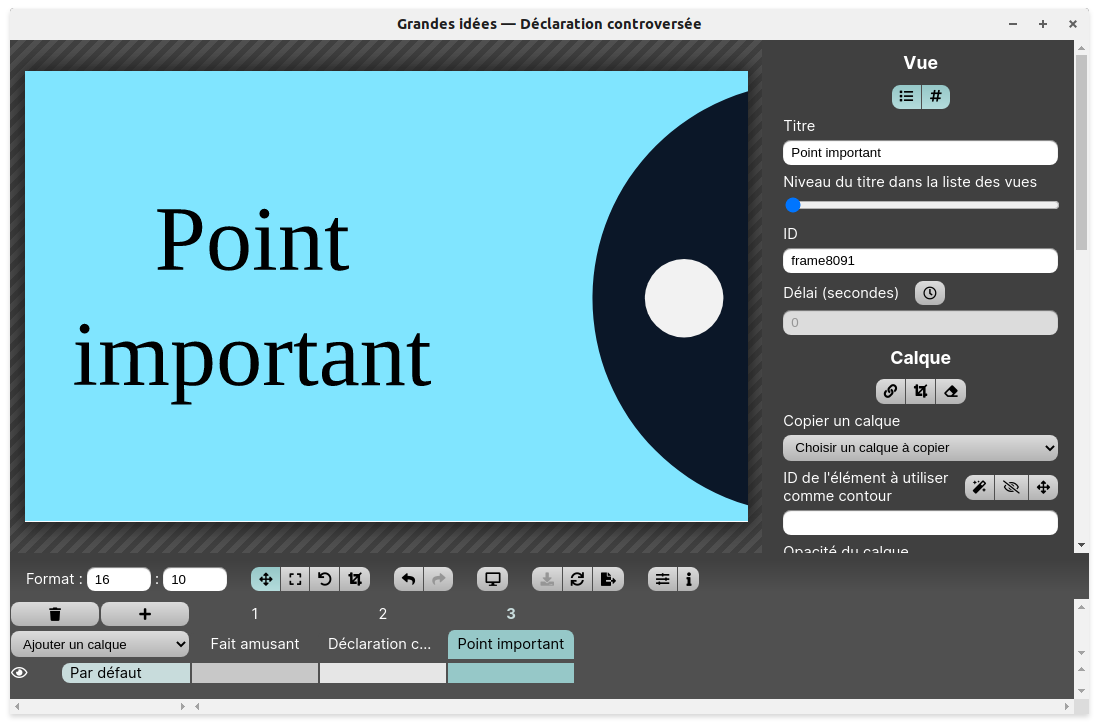 Grandes idées — Déclaration controversée
Point
important
Vue
Titre
Point important
Niveau du titre dans la liste des vues
ID
frame8091
Délai (secondes)
0
Calque
Copier un calque
Choisir un calque à copier
ID de l'élément à utiliser
comme contour
Opacité du calque
Format : 16 : 10
1 2 3
Ajouter un calque Fait amusant Déclaration c... Point important
Par défaut